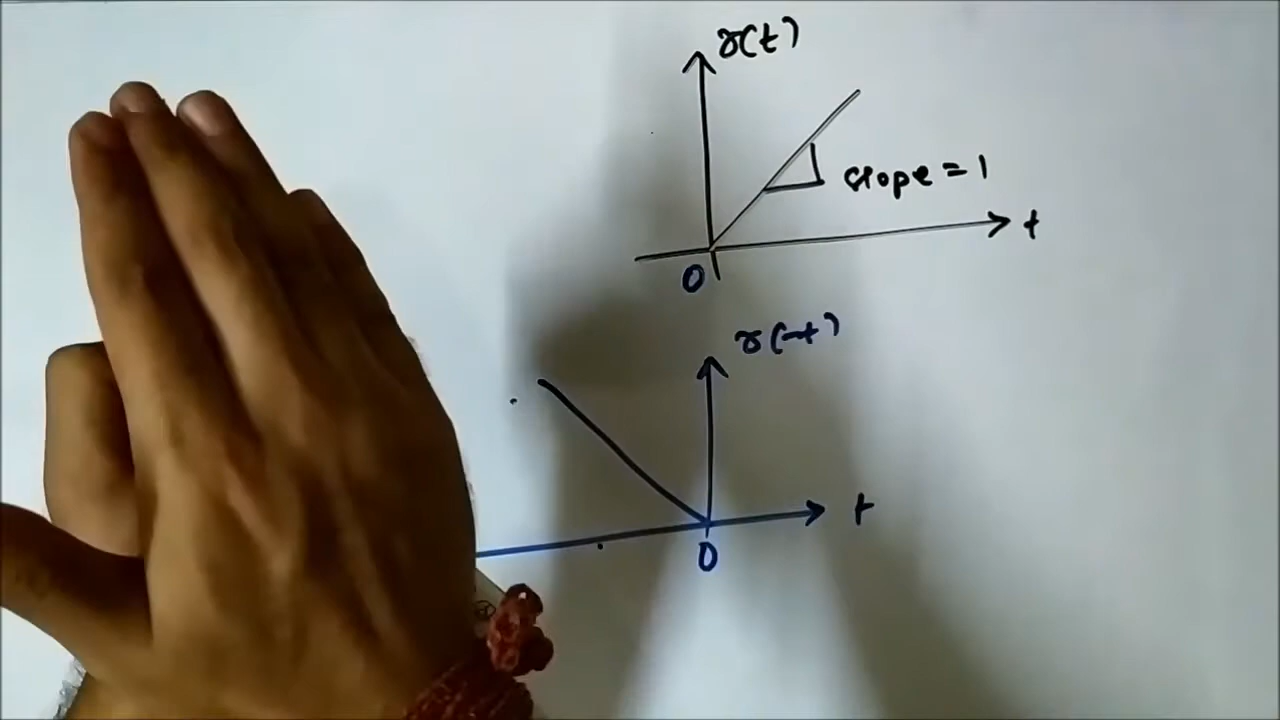 r(t)
slope = 1
t
0
r(-t)
t
0